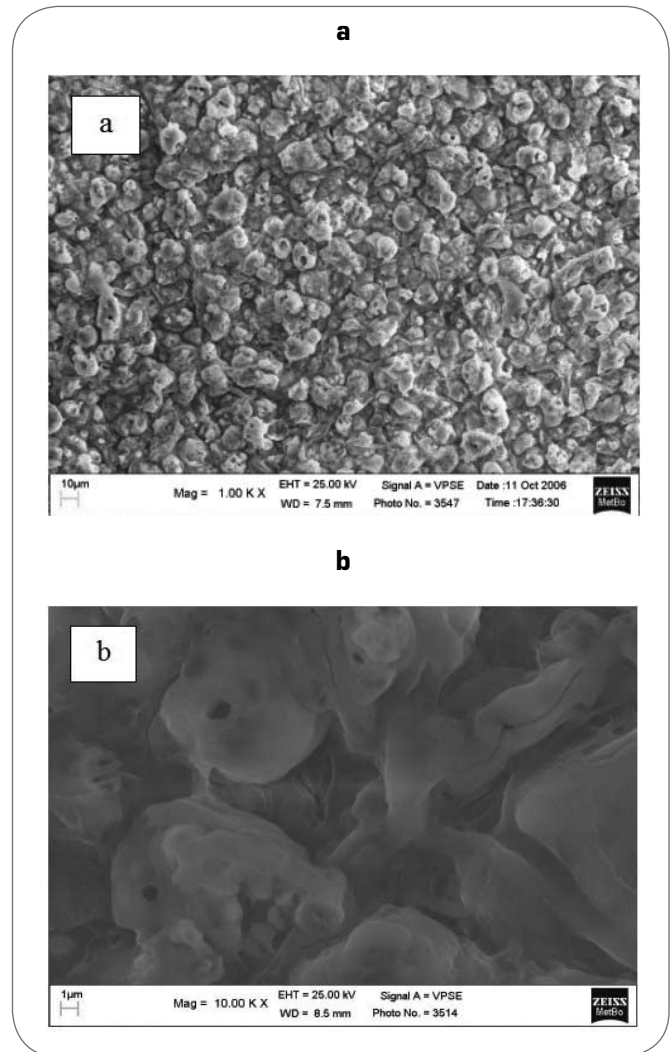 a
a
10µm
Mag = 1.00 K X
EHT = 25.00 kV
WD = 7.5 mm
Signal A = VPSE
Photo No. = 3547
Date :11 Oct 2006
Time :17:36:30
ZEISS
MetBo
b
b
1µm
Mag = 10.00 K X
EHT = 25.00 kV
WD = 8.5 mm
Signal A = VPSE
Photo No. = 3514
ZEISS
MetBo